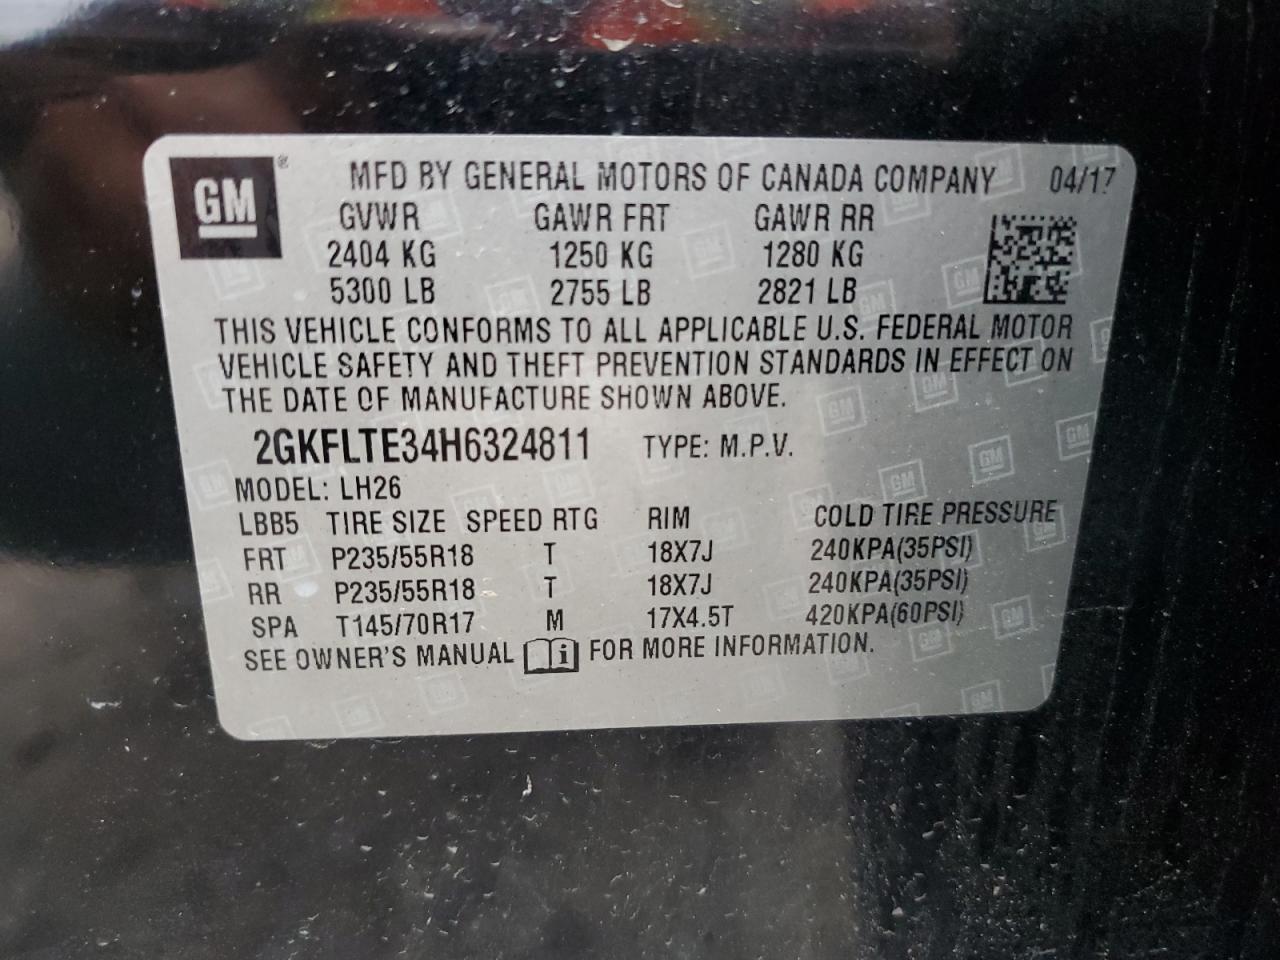 GM ® MFD BY GENERAL MOTORS OF CANADA COMPANY 04/17
GVWR GAWR FRT GAWR RR
2404 KG 1250 KG 1280 KG
5300 LB 2755 LB 2821 LB
THIS VEHICLE CONFORMS TO ALL APPLICABLE U.S. FEDERAL MOTOR
VEHICLE SAFETY AND THEFT PREVENTION STANDARDS IN EFFECT ON
THE DATE OF MANUFACTURE SHOWN ABOVE.
2GKFLTE34H6324811 TYPE: M.P.V.
MODEL: LH26
LBB5 TIRE SIZE SPEED RTG RIM COLD TIRE PRESSURE
FRT P235/55R18 T 18X7J 240KPA(35PSI)
RR P235/55R18 T 18X7J 240KPA(35PSI)
SPA T145/70R17 M 17X4.5T 420KPA(60PSI)
SEE OWNER'S MANUAL i FOR MORE INFORMATION.